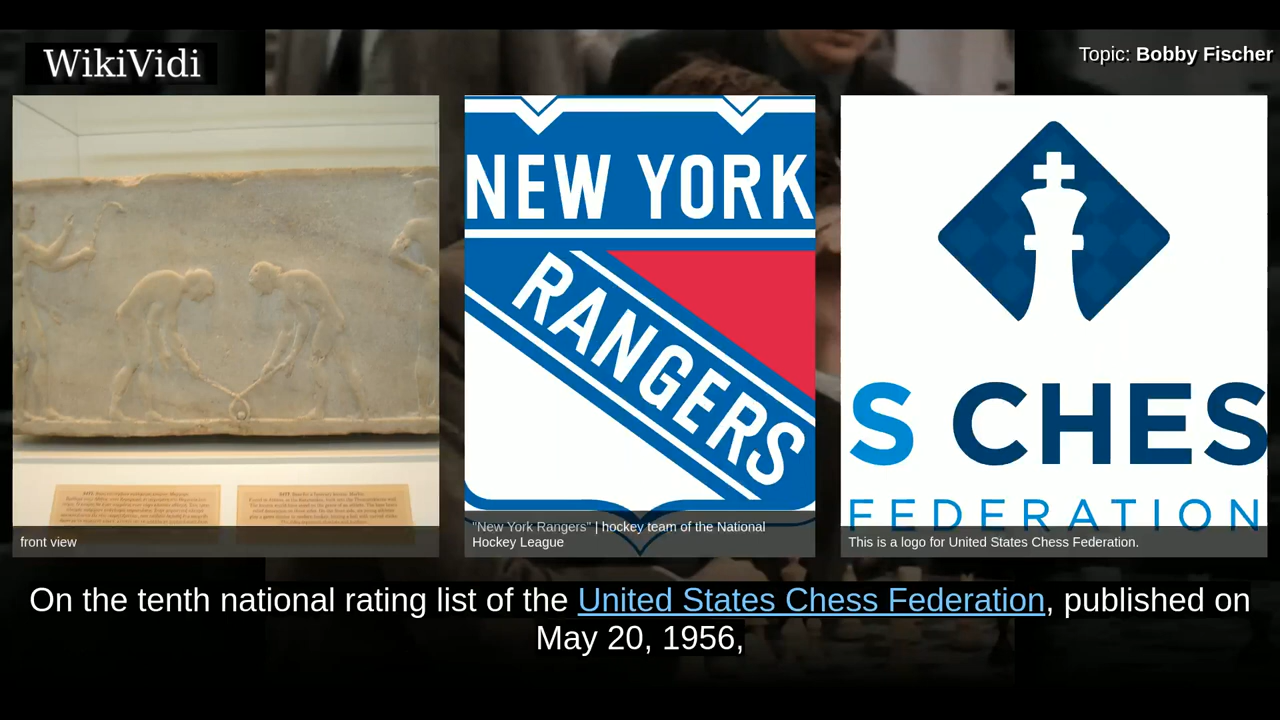 WikiVidi
Topic: Bobby Fischer
NEW YORK
RANGERS
S CHES
FEDERATION
front view
"New York Rangers" | hockey team of the National
Hockey League
This is a logo for United States Chess Federation.
On the tenth national rating list of the United States Chess Federation, published on
May 20, 1956,